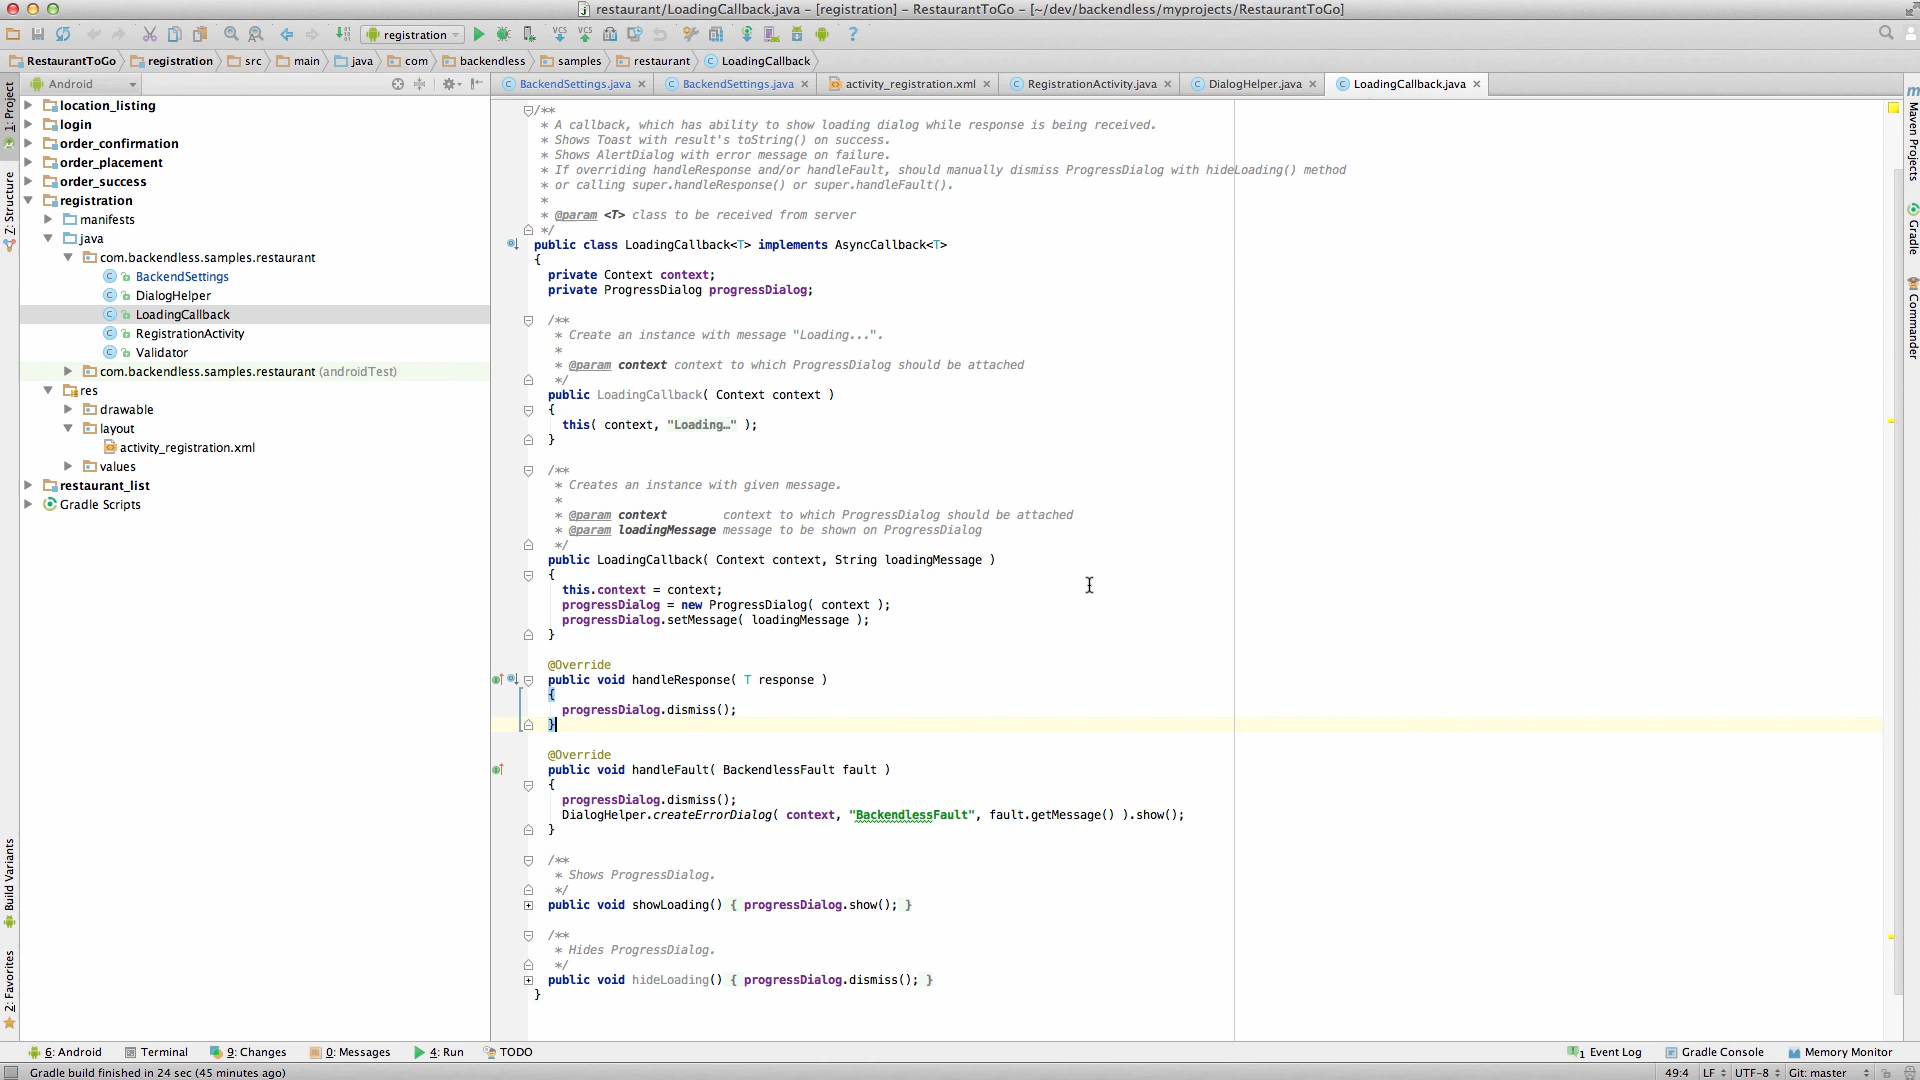 restaurant/LoadingCallback.java – [registration] – RestaurantToGo – [~/dev/backendless/myprojects/RestaurantToGo]
registration
RestaurantToGo registration src main java com backendless samples restaurant LoadingCallback
Android
BackendSettings.java BackendSettings.java activity_registration.xml RegistrationActivity.java DialogHelper.java LoadingCallback.java
1: Project
Z: Structure
Build Variants
2: Favorites
location_listing
login
order_confirmation
order_placement
order_success
registration
manifests
java
com.backendless.samples.restaurant
BackendSettings
DialogHelper
LoadingCallback
RegistrationActivity
Validator
com.backendless.samples.restaurant (androidTest)
res
drawable
layout
activity_registration.xml
values
restaurant_list
Gradle Scripts
/**
* A callback, which has ability to show loading dialog while response is being received.
* Shows Toast with result's toString() on success.
* Shows AlertDialog with error message on failure.
* If overriding handleResponse and/or handleFault, should manually dismiss ProgressDialog with hideLoading() method
* or calling super.handleResponse() or super.handleFault().
*
* @param <T> class to be received from server
*/
public class LoadingCallback<T> implements AsyncCallback<T>
{
private Context context;
private ProgressDialog progressDialog;
/**
* Create an instance with message "Loading...".
*
* @param context context to which ProgressDialog should be attached
*/
public LoadingCallback( Context context )
{
this( context, "Loading…" );
}
/**
* Creates an instance with given message.
*
* @param context context to which ProgressDialog should be attached
* @param loadingMessage message to be shown on ProgressDialog
*/
public LoadingCallback( Context context, String loadingMessage )
{
this.context = context;
progressDialog = new ProgressDialog( context );
progressDialog.setMessage( loadingMessage );
}
@Override
public void handleResponse( T response )
{
progressDialog.dismiss();
}
@Override
public void handleFault( BackendlessFault fault )
{
progressDialog.dismiss();
DialogHelper.createErrorDialog( context, "BackendlessFault", fault.getMessage() ).show();
}
/**
* Shows ProgressDialog.
*/
public void showLoading() { progressDialog.show(); }
/**
* Hides ProgressDialog.
*/
public void hideLoading() { progressDialog.dismiss(); }
}
Maven Projects
Gradle
Commander
6: Android Terminal 9: Changes 0: Messages 4: Run TODO 1 Event Log Gradle Console Memory Monitor
Gradle build finished in 24 sec (45 minutes ago) 49:4 LF UTF-8 Git: master